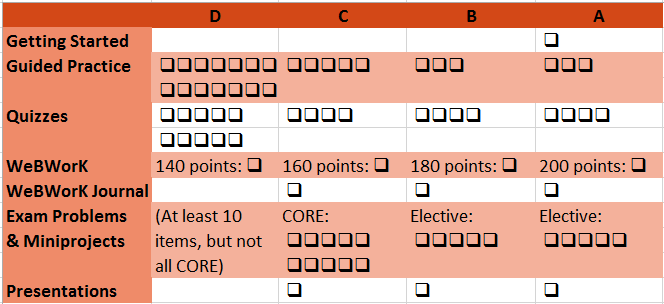 D C B A
Getting Started ❑
Guided Practice ❑❑❑❑❑❑❑ ❑❑❑❑❑ ❑❑❑ ❑❑❑
❑❑❑❑❑❑❑
Quizzes ❑❑❑❑❑ ❑❑❑❑ ❑❑❑❑ ❑❑❑❑
❑❑❑❑❑
WeBWorK 140 points: ❑ 160 points: ❑ 180 points: ❑ 200 points: ❑
WeBWorK Journal ❑ ❑ ❑
Exam Problems (At least 10 CORE: Elective: Elective:
& Miniprojects items, but not ❑❑❑❑❑ ❑❑❑❑❑ ❑❑❑❑❑
all CORE) ❑❑❑❑❑
Presentations ❑ ❑ ❑